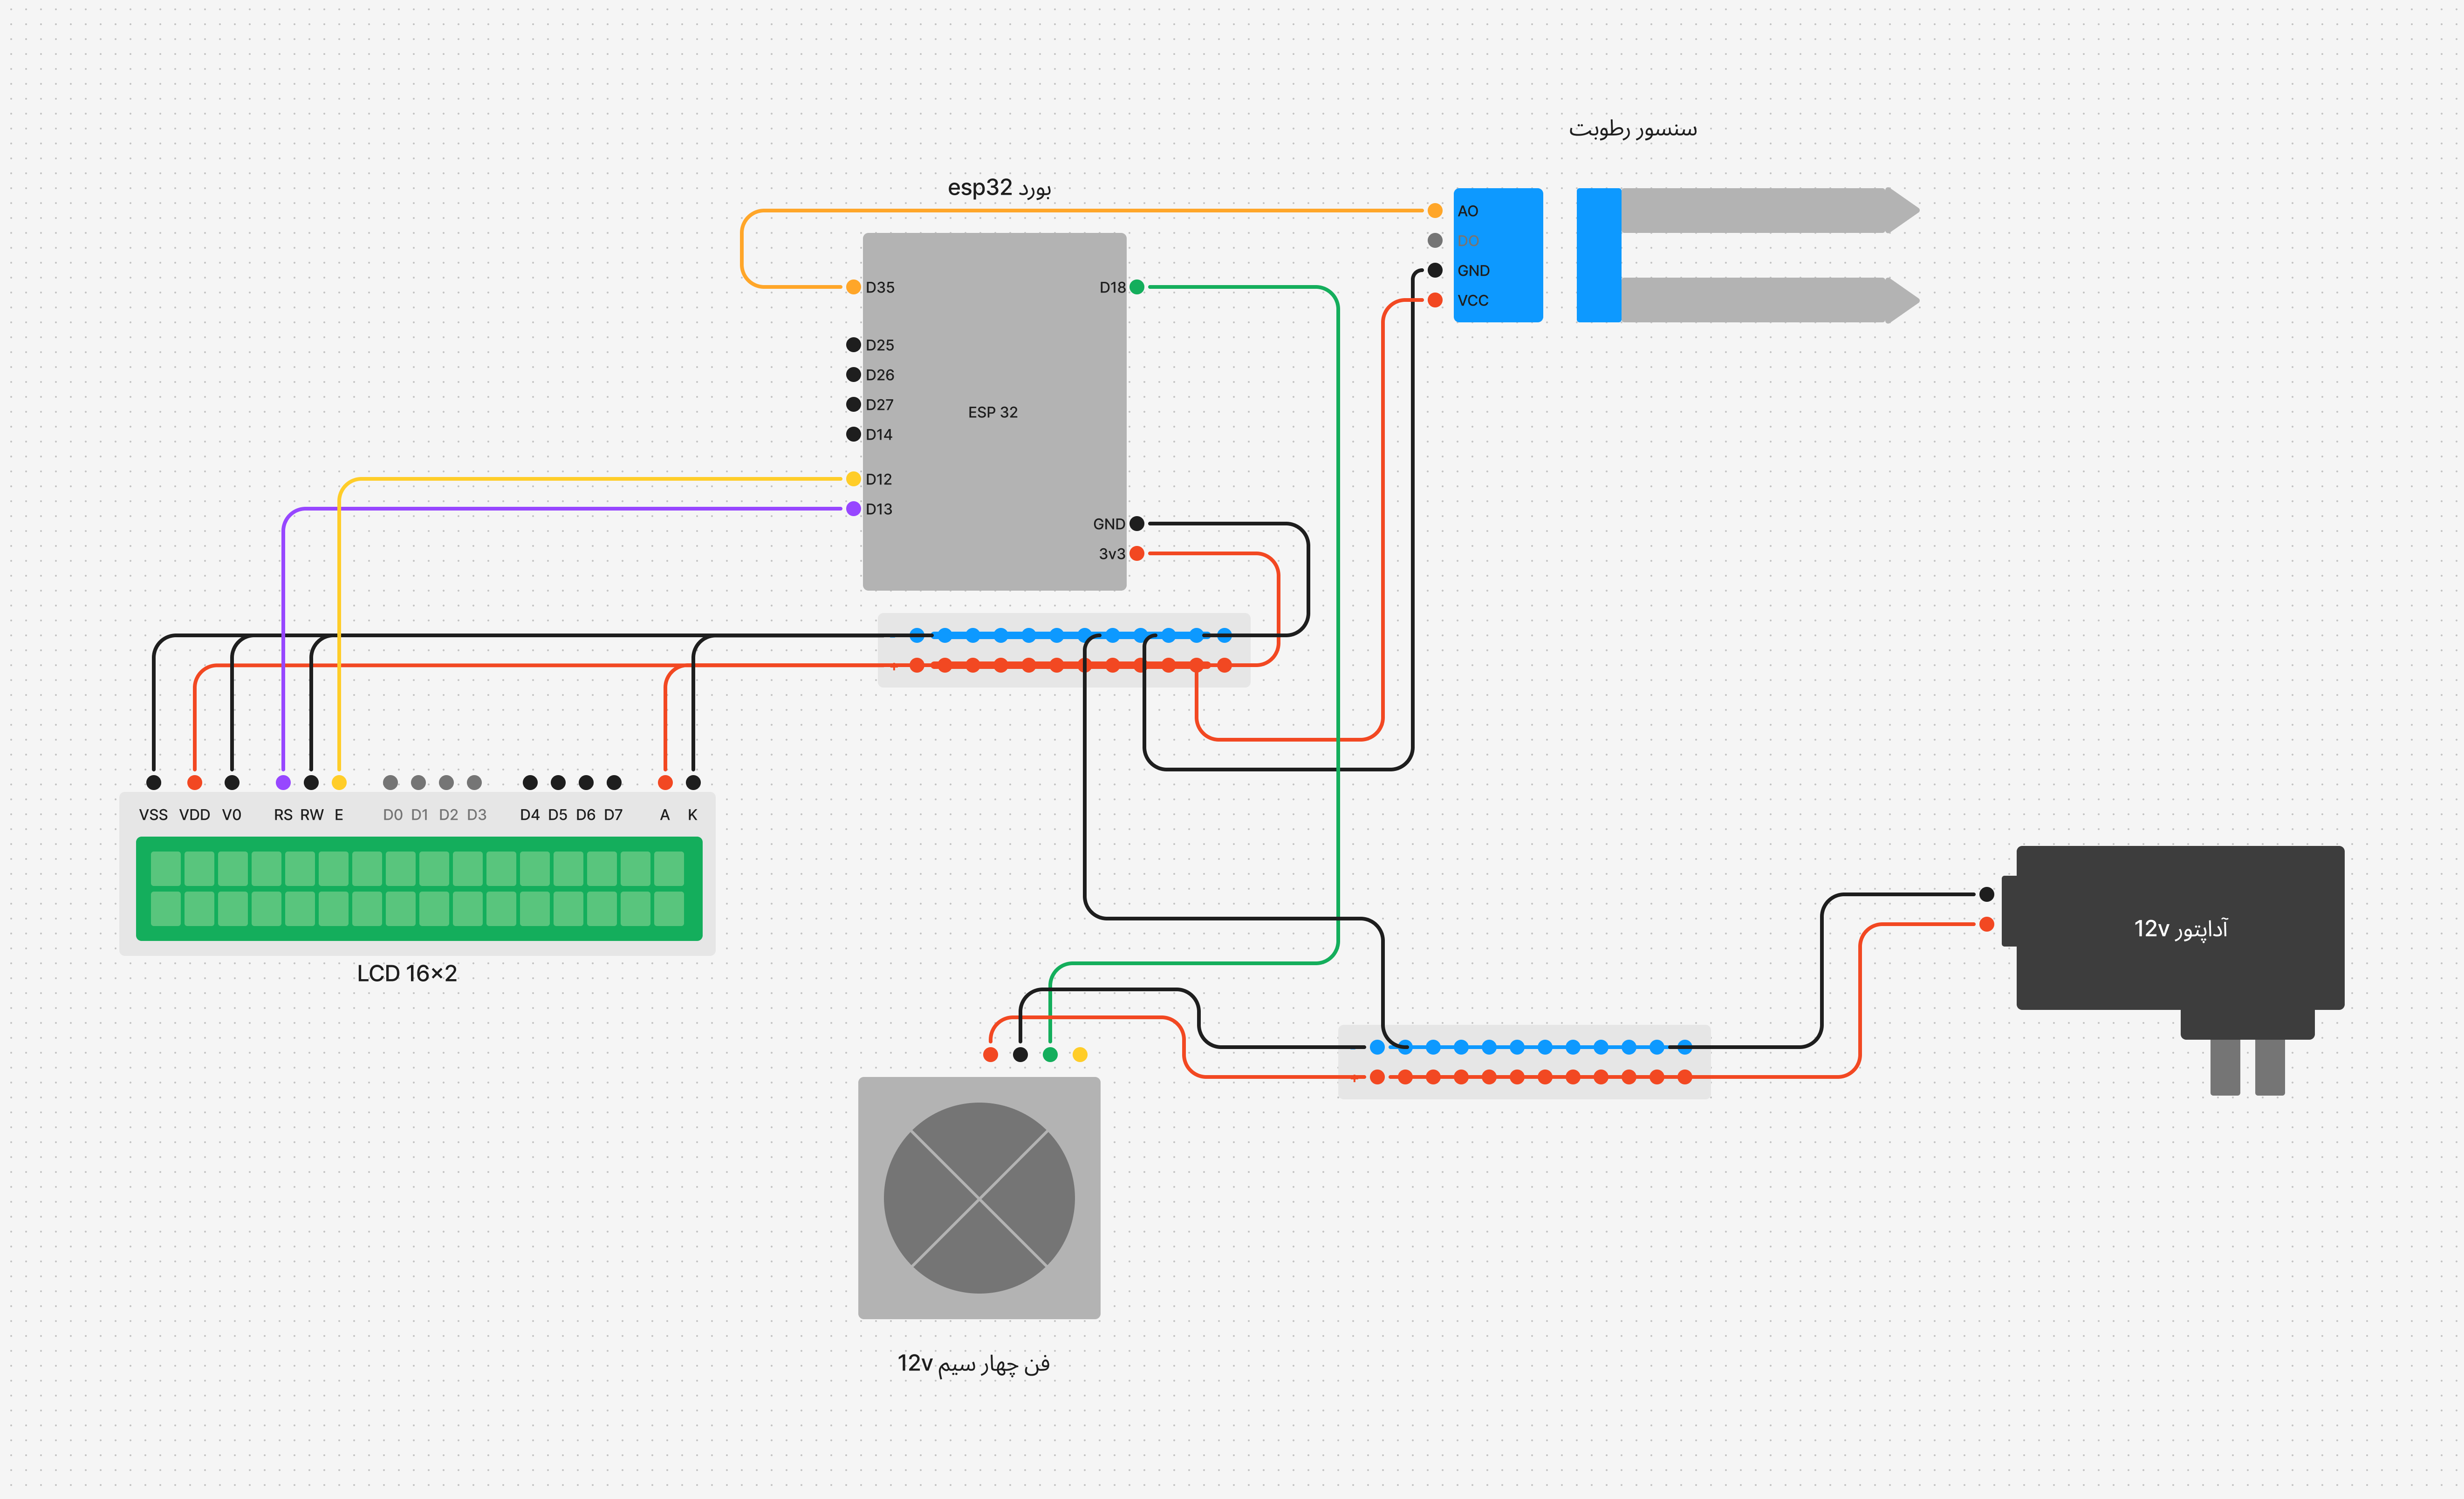 سنسور رطوبت
بورد esp32
AO
DO
GND
VCC
D35
D18
D25
D26
D27
D14
ESP 32
D12
D13
GND
3v3
-
+
VSS VDD V0 RS RW E D0 D1 D2 D3 D4 D5 D6 D7 A K
LCD 16×2
آداپتور 12v
-
+
فن چهار سیم 12v